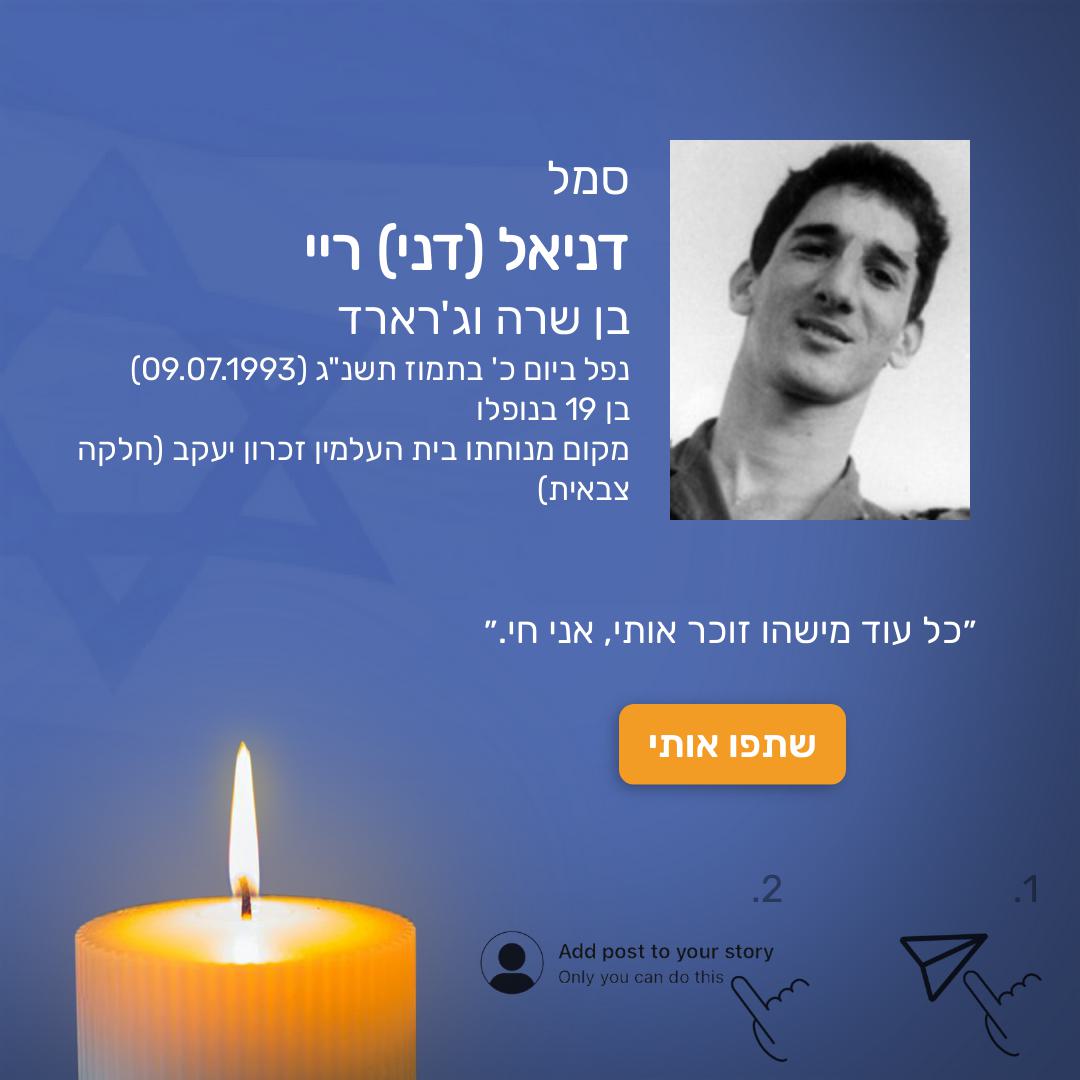 סמל
דניאל (דני) ריי
בן שרה וג'רארד
נפל ביום כ' בתמוז תשנ"ג (09.07.1993)
בן 19 בנופלו
מקום מנוחתו בית העלמין זכרון יעקב (חלקה
צבאית)
״כל עוד מישהו זוכר אותי, אני חי.״
שתפו אותי
.1
.2
Add post to your story
Only you can do this